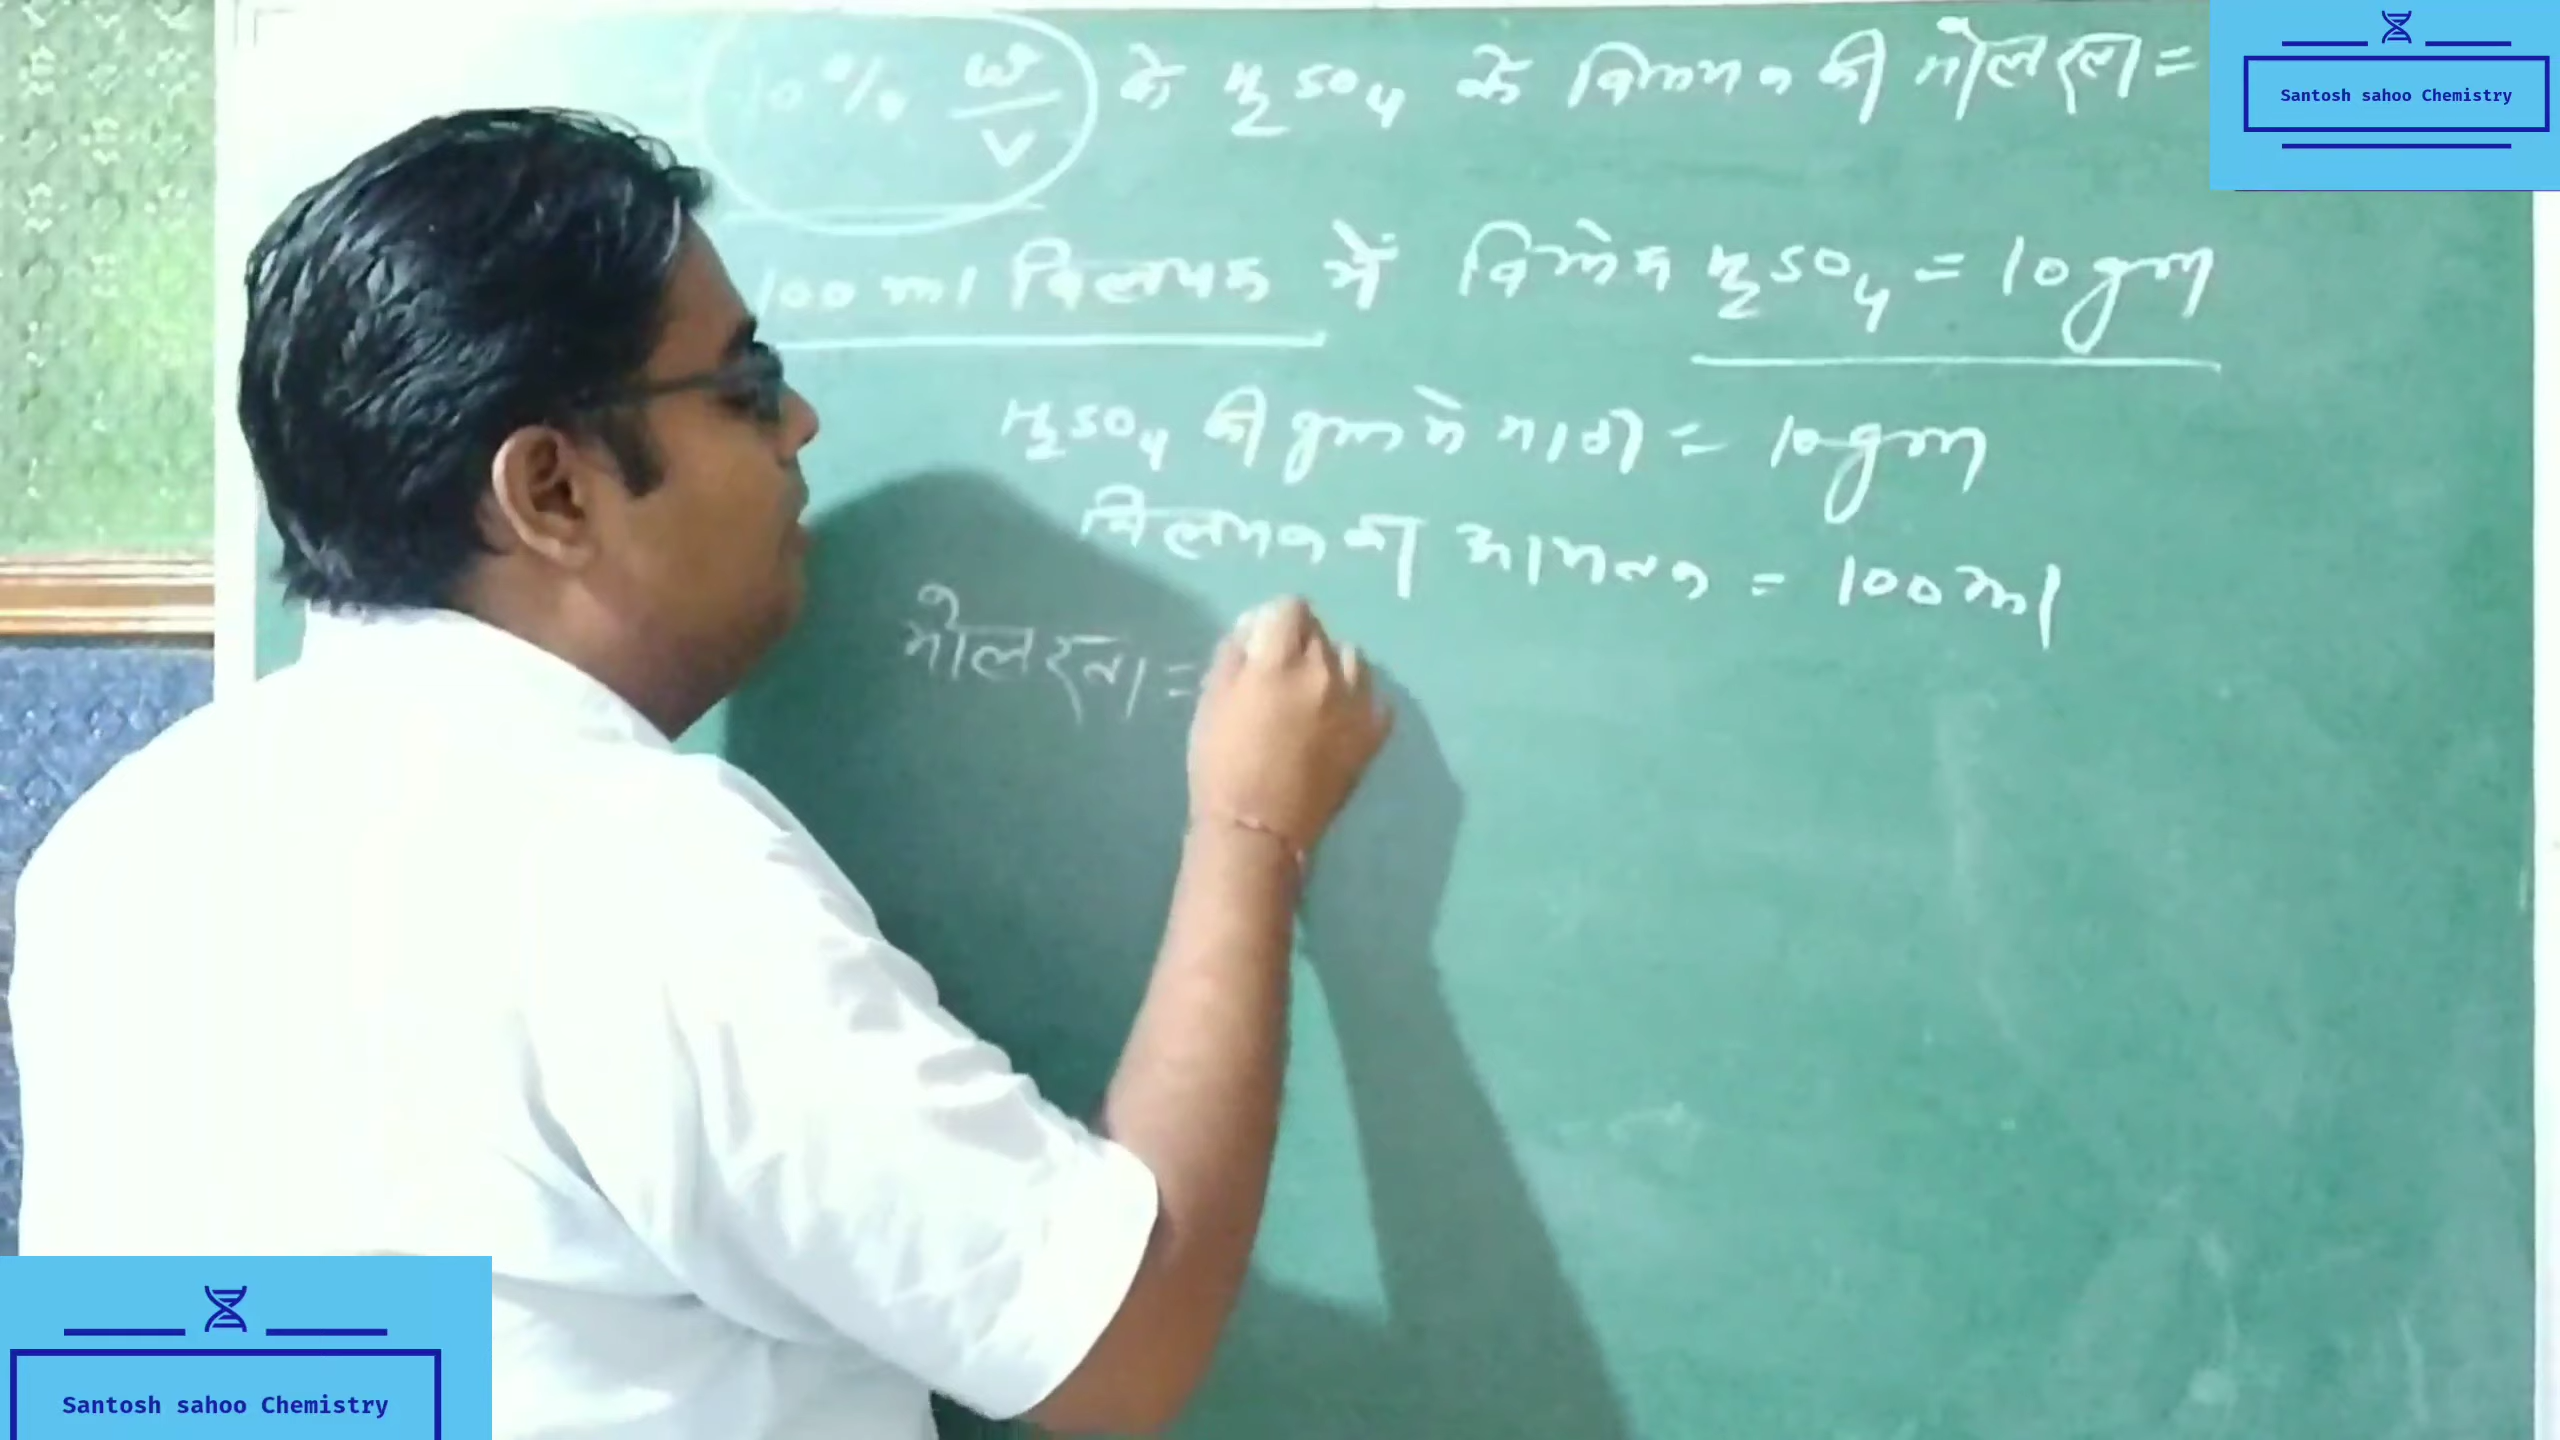 10% w/v के H2SO4 के विलयन की मोलरता =
100 ml विलयन में विलेय H2SO4 = 10 gm
H2SO4 की gm में मात्रा = 10 gm
विलयन का आयतन = 100 ml
मोलरता =
Santosh sahoo Chemistry
Santosh sahoo Chemistry